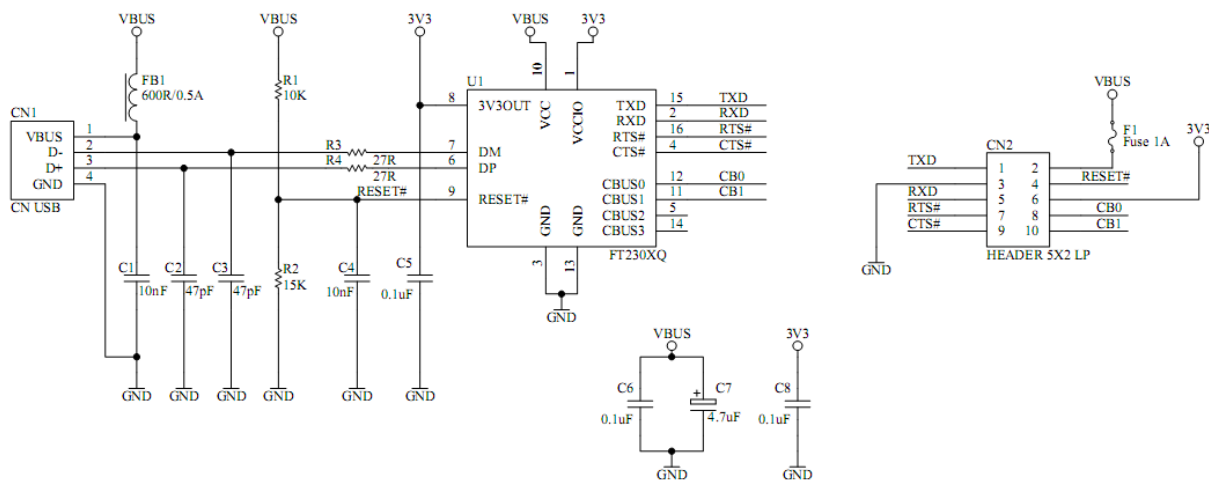 VBUS
VBUS
3V3
VBUS
3V3
FB1
600R/0.5A
R1
10K
U1
10
1
VCC
VCCIO
8
3V3OUT
TXD
15
TXD
RXD
2
RXD
RTS#
16
RTS#
CTS#
4
CTS#
CN1
VBUS
1
D-
2
D+
3
GND
4
CN USB
R3
R4
27R
27R
7
DM
6
DP
RESET#
9
RESET#
CBUS0
12
CB0
CBUS1
11
CB1
CBUS2
5
CBUS3
14
GND
GND
3
13
FT230XQ
GND
C1
10nF
C2
47pF
C3
47pF
R2
15K
C4
10nF
C5
0.1uF
GND
GND
GND
GND
GND
GND
VBUS
F1
Fuse 1A
3V3
CN2
TXD
1
2
3
4
RESET#
RXD
5
6
RTS#
7
8
CB0
CTS#
9
10
CB1
HEADER 5X2 LP
GND
VBUS
3V3
C6
0.1uF
+
C7
4.7uF
C8
0.1uF
GND
GND